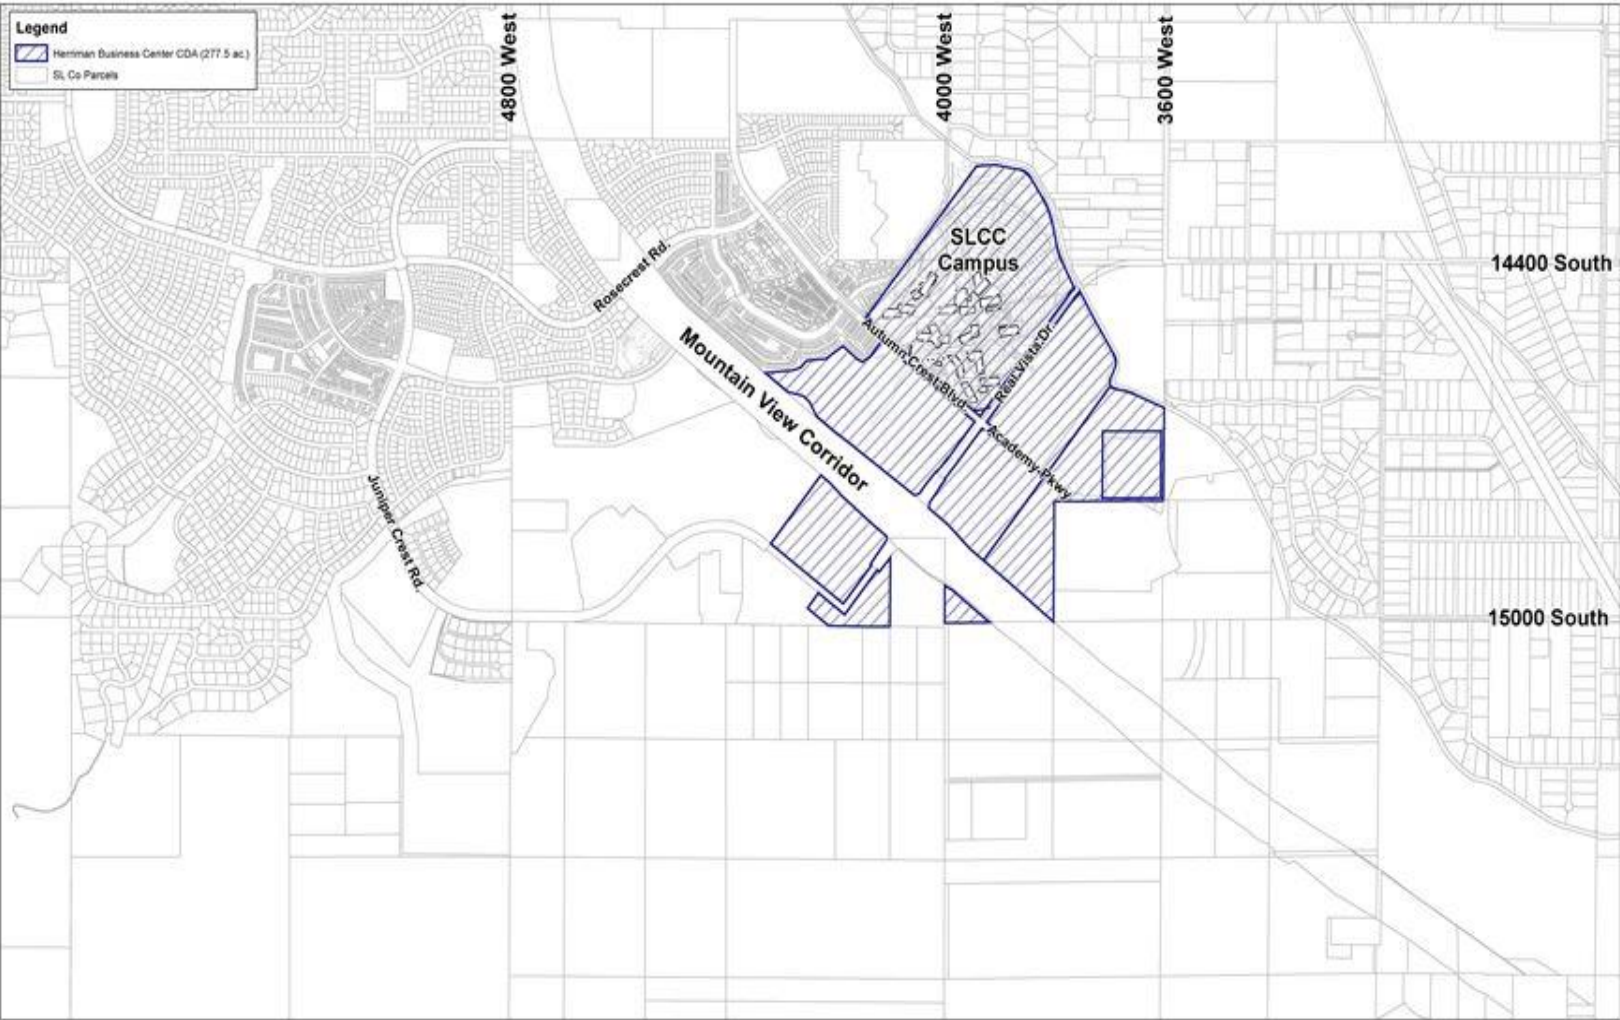 Legend
Herriman Business Center CDA (277.5 ac.)
SL Co Parcels
4800 West
4000 West
3600 West
SLCC
Campus
14400 South
Rosecrest Rd.
Autumn Crest Blvd.
Real Vista Dr.
Mountain View Corridor
Academy Pkwy
Juniper Crest Rd.
15000 South